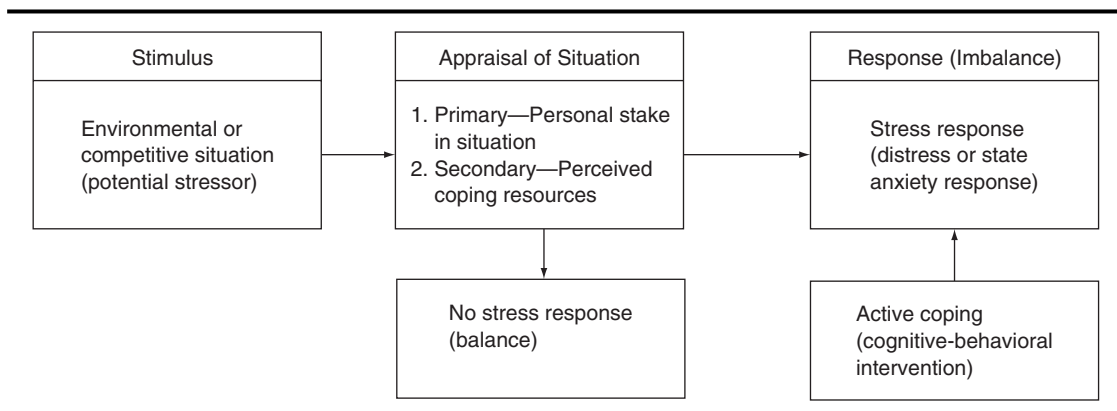 Stimulus
Environmental or
competitive situation
(potential stressor)
Appraisal of Situation
1. Primary—Personal stake
in situation
2. Secondary—Perceived
coping resources
Response (Imbalance)
Stress response
(distress or state
anxiety response)
No stress response
(balance)
Active coping
(cognitive-behavioral
intervention)